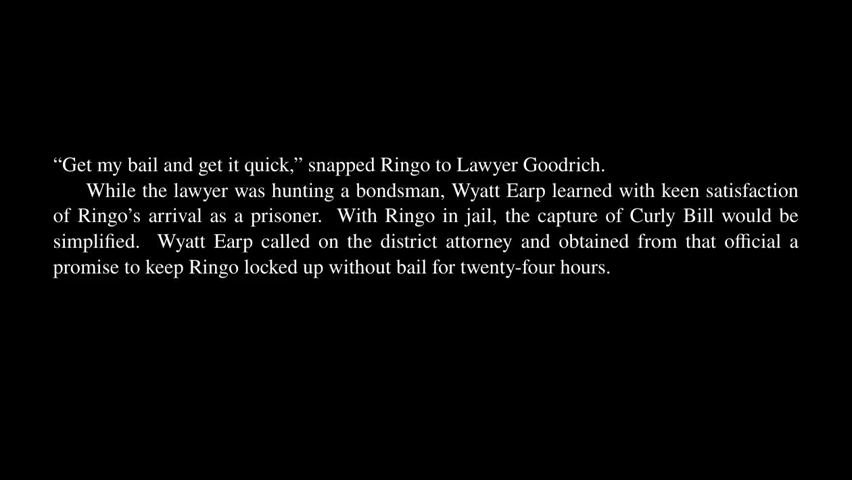 “Get my bail and get it quick,” snapped Ringo to Lawyer Goodrich.
While the lawyer was hunting a bondsman, Wyatt Earp learned with keen satisfaction
of Ringo’s arrival as a prisoner. With Ringo in jail, the capture of Curly Bill would be
simplified. Wyatt Earp called on the district attorney and obtained from that official a
promise to keep Ringo locked up without bail for twenty-four hours.